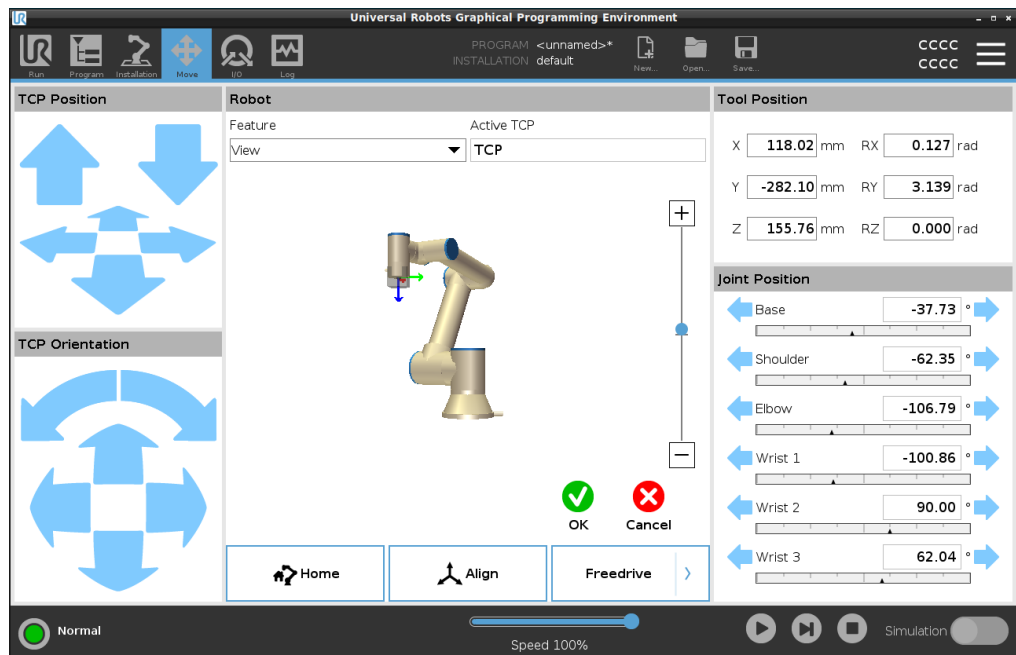 Universal Robots Graphical Programming Environment
Run
Program
Installation
Move
I/O
Log
PROGRAM <unnamed>*
INSTALLATION default
New...
Open...
Save...
CCCC
CCCC
TCP Position
TCP Orientation
Robot
Feature
Active TCP
View
TCP
+
−
OK
Cancel
Home
Align
Freedrive
Tool Position
X 118.02 mm RX 0.127 rad
Y -282.10 mm RY 3.139 rad
Z 155.76 mm RZ 0.000 rad
Joint Position
Base -37.73 °
Shoulder -62.35 °
Elbow -106.79 °
Wrist 1 -100.86 °
Wrist 2 90.00 °
Wrist 3 62.04 °
Normal
Speed 100%
Simulation